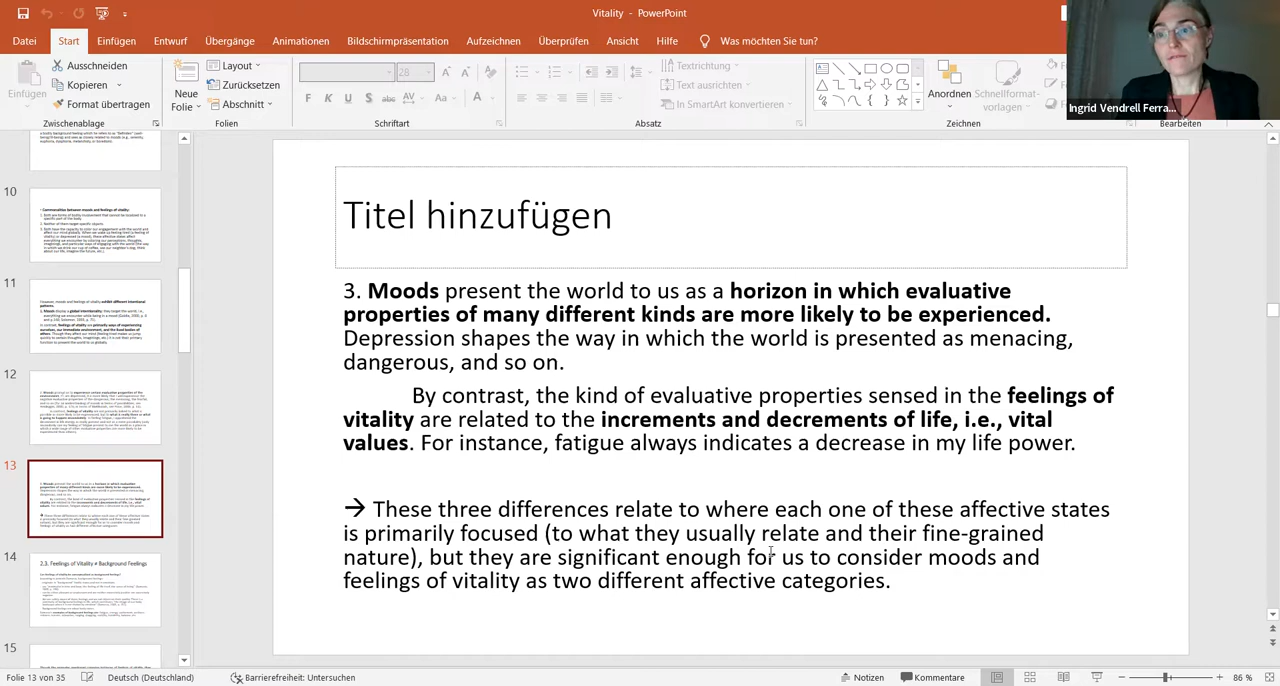 Vitality - PowerPoint
Datei Start Einfügen Entwurf Übergänge Animationen Bildschirmpräsentation Aufzeichnen Überprüfen Ansicht Hilfe Was möchten Sie tun?
Einfügen
Ausschneiden
Kopieren
Format übertragen
Zwischenablage
Neue
Folie
Layout
Zurücksetzen
Abschnitt
Folien
28
F K U S abc AV Aa A
Schriftart
Textrichtung
Text ausrichten
In SmartArt konvertieren
Absatz
Anordnen
Schnellformat-
vorlagen
Zeichnen
Bearbeiten
Ingrid Vendrell Ferra...
10
11
12
13
14
2.3. Feelings of Vitality ≠ Background Feelings
15
Titel hinzufügen
3. Moods present the world to us as a horizon in which evaluative
properties of many different kinds are more likely to be experienced.
Depression shapes the way in which the world is presented as menacing,
dangerous, and so on.
By contrast, the kind of evaluative properties sensed in the feelings of
vitality are related to the increments and decrements of life, i.e., vital
values. For instance, fatigue always indicates a decrease in my life power.
→ These three differences relate to where each one of these affective states
is primarily focused (to what they usually relate and their fine-grained
nature), but they are significant enough for us to consider moods and
feelings of vitality as two different affective categories.
Folie 13 von 35 Deutsch (Deutschland) Barrierefreiheit: Untersuchen Notizen Kommentare 86 %